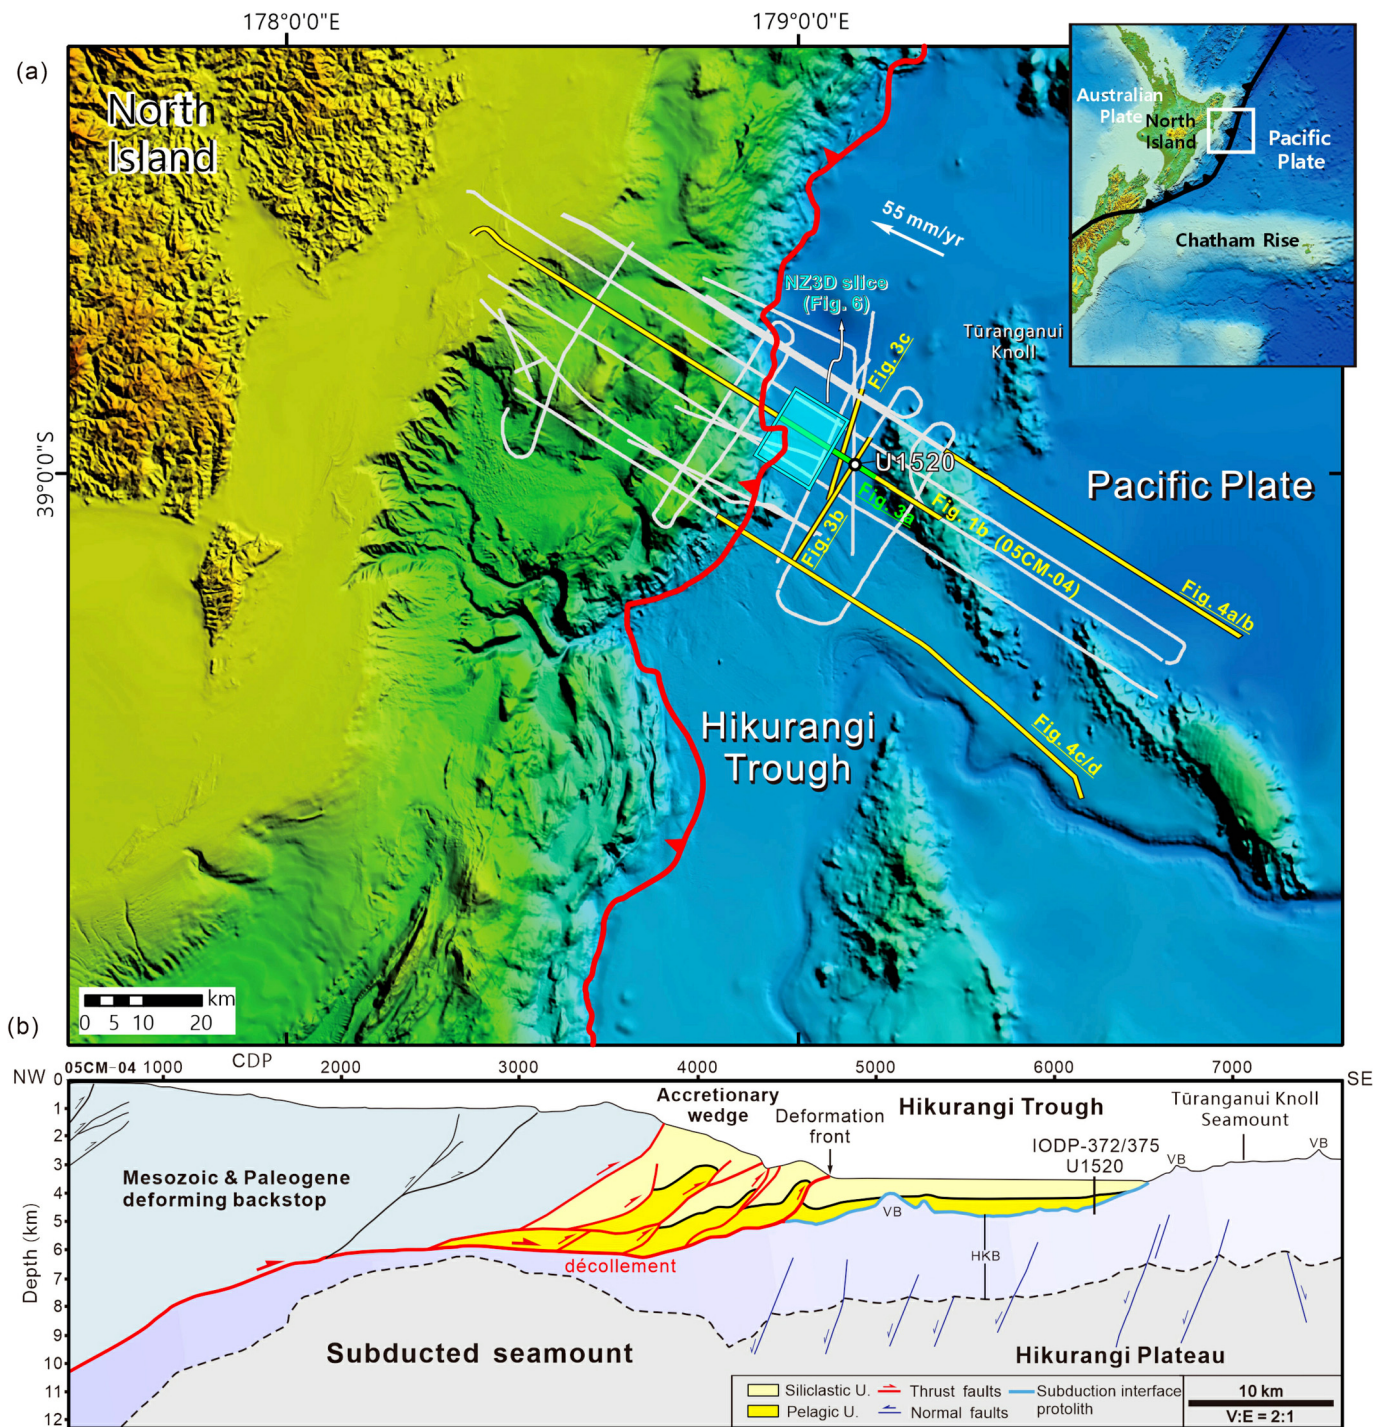 178°0'0"E
179°0'0"E
(a)
North
Island
Australian
Plate
North
Island
Pacific
Plate
Chatham Rise
55 mm/yr
NZ3D slice
(Fig. 6)
Tūranganui
Knoll
Fig. 3c
39°0'0"S
U1520
Pacific Plate
Fig. 3a
Fig. 1b (05CM-04)
Fig. 3b
Fig. 4a/b
Hikurangi
Trough
Fig. 4c/d
km
0 5 10 20
(b)
NW
05CM-04
1000
CDP
2000
3000
4000
5000
6000
7000
SE
0
1
2
3
4
5
6
7
8
9
10
11
12
Depth (km)
Accretionary
wedge
Deformation
front
Hikurangi Trough
Tūranganui Knoll
Seamount
IODP-372/375
U1520
VB
VB
VB
Mesozoic & Paleogene
deforming backstop
HKB
décollement
Subducted seamount
Hikurangi Plateau
Siliclastic U.
Thrust faults
Subduction interface
protolith
Pelagic U.
Normal faults
10 km
V:E = 2:1